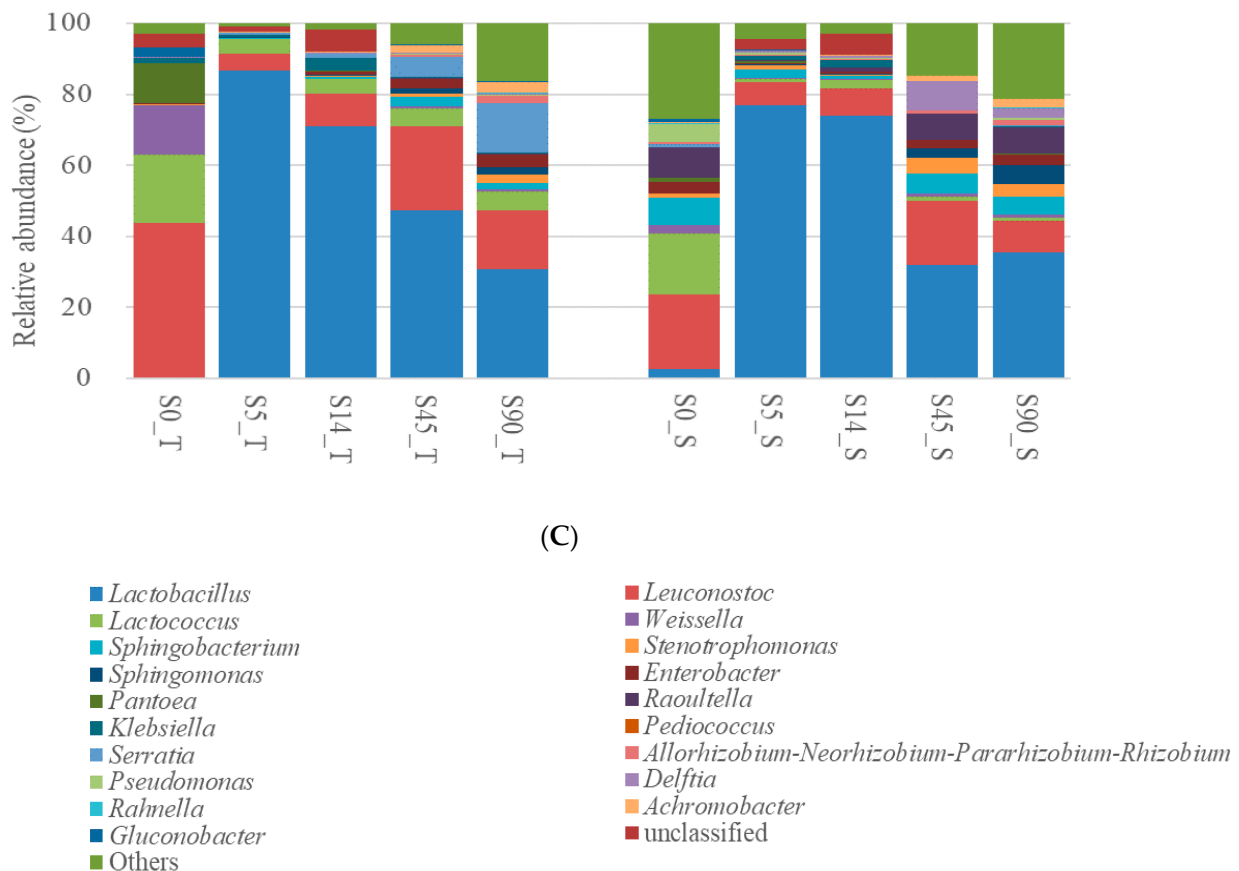 100
80
60
40
20
0
Relative abundance (%)
S0_T
S5_T
S14_T
S45_T
S90_T
S0_S
S5_S
S14_S
S45_S
S90_S
(C)
Lactobacillus
Leuconostoc
Lactococcus
Weissella
Sphingobacterium
Stenotrophomonas
Sphingomonas
Enterobacter
Pantoea
Raoultella
Klebsiella
Pediococcus
Serratia
Allorhizobium-Neorhizobium-Pararhizobium-Rhizobium
Pseudomonas
Delftia
Rahnella
Achromobacter
Gluconobacter
unclassified
Others